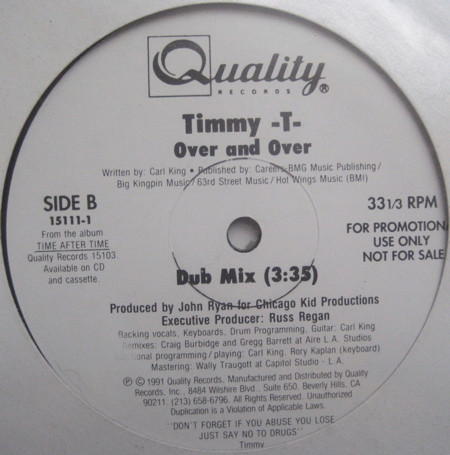 Quality
RECORDS ®
Timmy -T-
Over and Over
Written by: Carl King • Published by: Careers-BMG Music Publishing/
Big Kingpin Music/63rd Street Music/Hot Wings Music (BMI)
SIDE B
15111-1
From the album
TIME AFTER TIME
Quality Records 15103.
Available on CD
and cassette.
33 1/3 RPM
FOR PROMOTION
USE ONLY
NOT FOR SALE
Dub Mix (3:35)
Produced by John Ryan for Chicago Kid Productions
Executive Producer: Russ Regan
Backing vocals, Keyboards, Drum Programming, Guitar: Carl King
Remixes: Craig Burbidge and Gregg Barrett at Aire L.A. Studios
tional programming/playing: Carl King, Rory Kaplan (keyboard)
Mastering: Wally Traugott at Capitol Studio - L.A.
℗ © 1991 Quality Records, Manufactured and Distributed by Quality
Records, Inc., 8484 Wilshire Blvd., Suite 650, Beverly Hills, CA
90211. (213) 658-6796. All Rights Reserved. Unauthorized
Duplication is a Violation of Applicable Laws.
"DON'T FORGET IF YOU ABUSE YOU LOSE
JUST SAY NO TO DRUGS"
Timmy